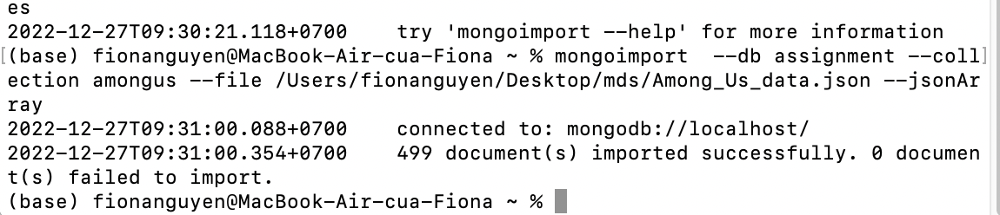 es
2022-12-27T09:30:21.118+0700    try 'mongoimport --help' for more information
[(base) fionanguyen@MacBook-Air-cua-Fiona ~ % mongoimport  --db assignment --coll]
ection amongus --file /Users/fionanguyen/Desktop/mds/Among_Us_data.json --jsonAr
ray
2022-12-27T09:31:00.088+0700    connected to: mongodb://localhost/
2022-12-27T09:31:00.354+0700    499 document(s) imported successfully. 0 documen
t(s) failed to import.
(base) fionanguyen@MacBook-Air-cua-Fiona ~ %